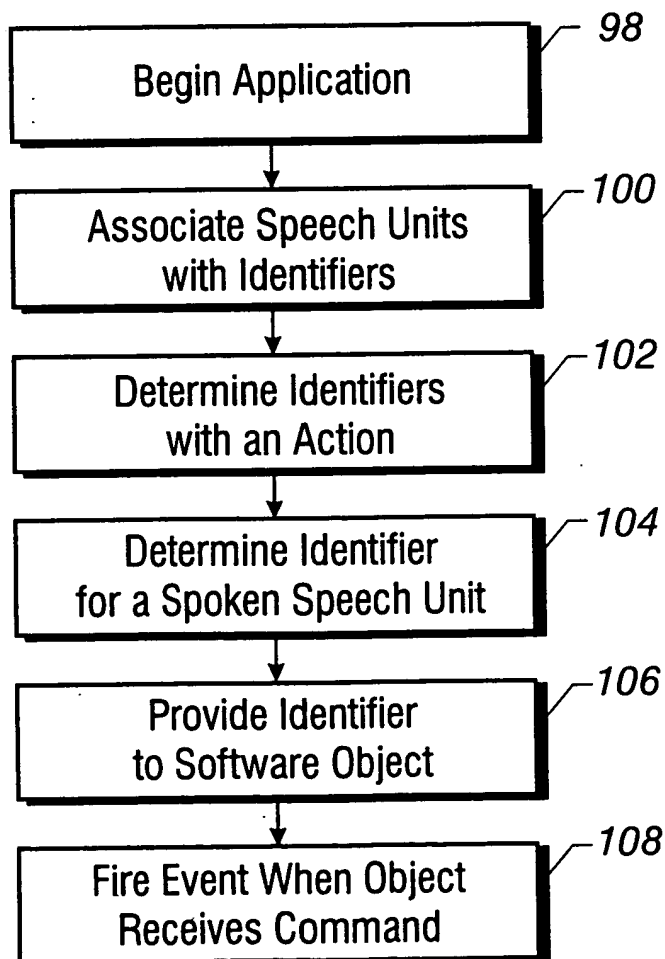 98
Begin Application
100
Associate Speech Units
with Identifiers
102
Determine Identifiers
with an Action
104
Determine Identifier
for a Spoken Speech Unit
106
Provide Identifier
to Software Object
108
Fire Event When Object
Receives Command